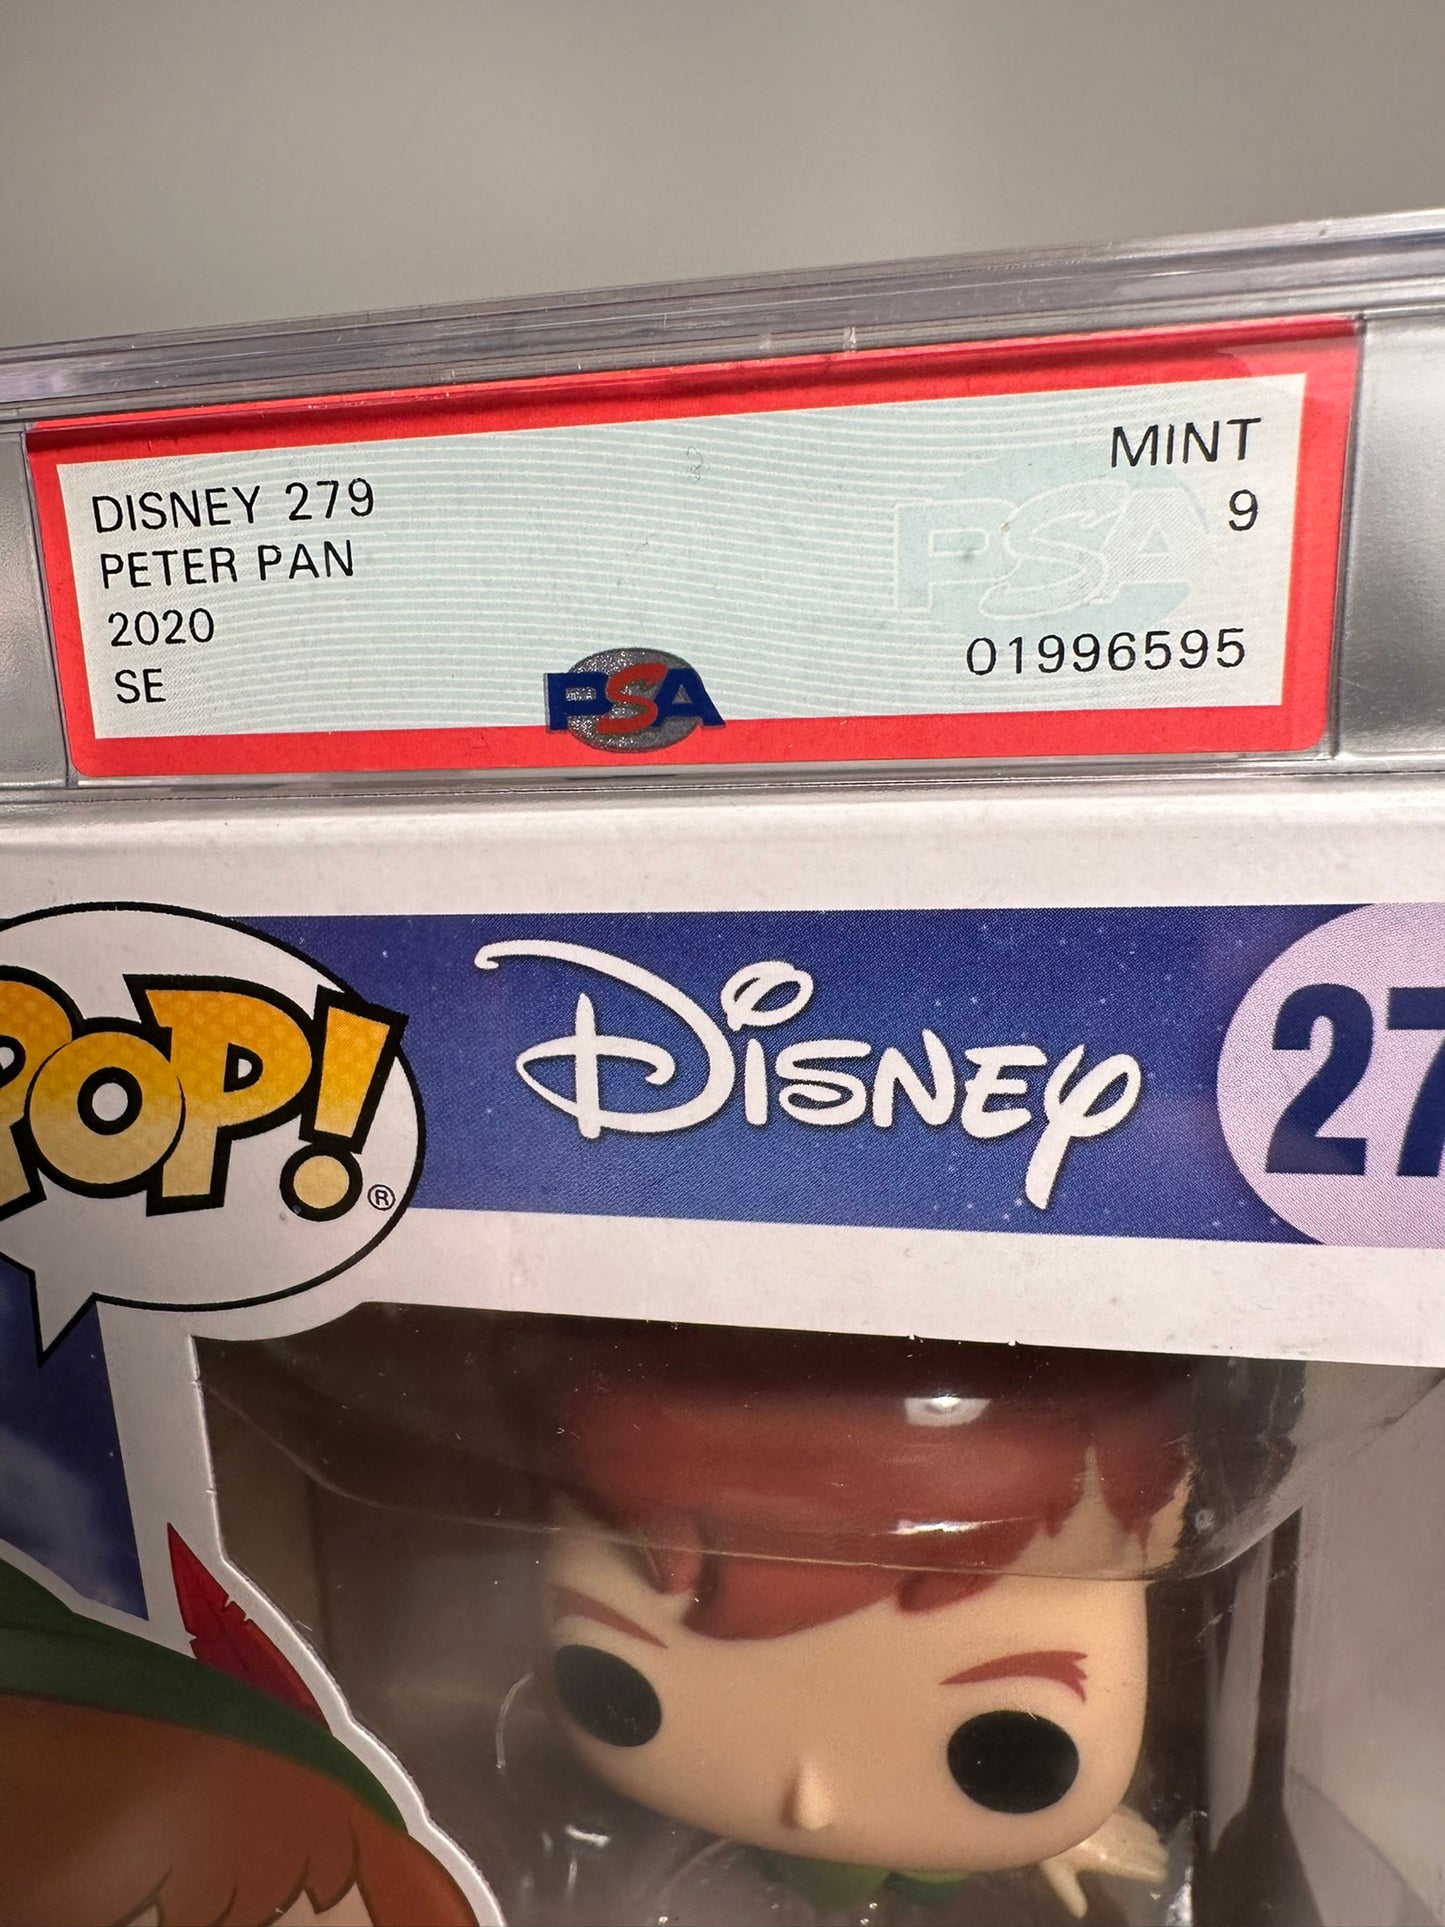 DISNEY 279
PETER PAN
2020
SE
MINT
9
01996595
PSA
PSA
POP!®
Disney
27